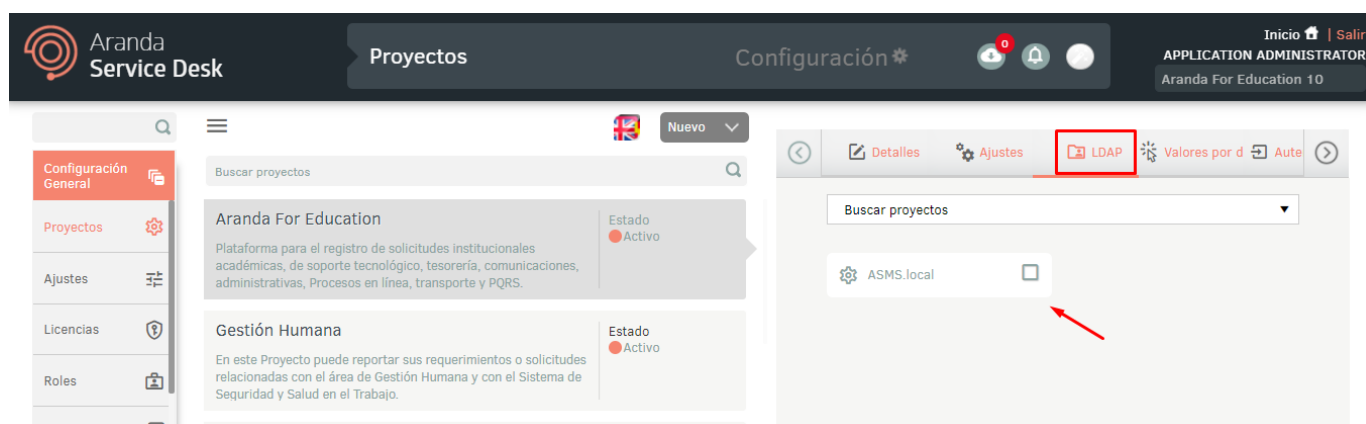 Aranda
Service Desk
Proyectos
Configuración
0
Inicio | Salir
APPLICATION ADMINISTRATOR
Aranda For Education 10
Configuración
General
Proyectos
Ajustes
Licencias
Roles
Nuevo
Buscar proyectos
Aranda For Education
Plataforma para el registro de solicitudes institucionales
académicas, de soporte tecnológico, tesorería, comunicaciones,
administrativas, Procesos en línea, transporte y PQRS.
Estado
Activo
Gestión Humana
En este Proyecto puede reportar sus requerimientos o solicitudes
relacionadas con el área de Gestión Humana y con el Sistema de
Seguridad y Salud en el Trabajo.
Estado
Activo
Detalles
Ajustes
LDAP
Valores por d
Aute
Buscar proyectos
ASMS.local